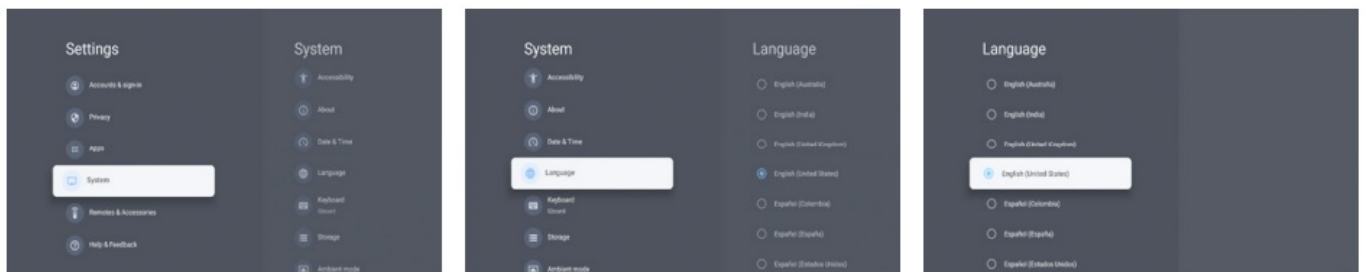 Settings
Accounts & sign-in
Privacy
Apps
System
Remotes & Accessories
Help & Feedback
System
Accessibility
About
Date & Time
Language
Keyboard
Gboard
Storage
Ambient mode
System
Accessibility
About
Date & Time
Language
Keyboard
Gboard
Storage
Ambient mode
Language
English (Australia)
English (India)
English (United Kingdom)
English (United States)
Español (Colombia)
Español (España)
Español (Estados Unidos)
Language
English (Australia)
English (India)
English (United Kingdom)
English (United States)
Español (Colombia)
Español (España)
Español (Estados Unidos)